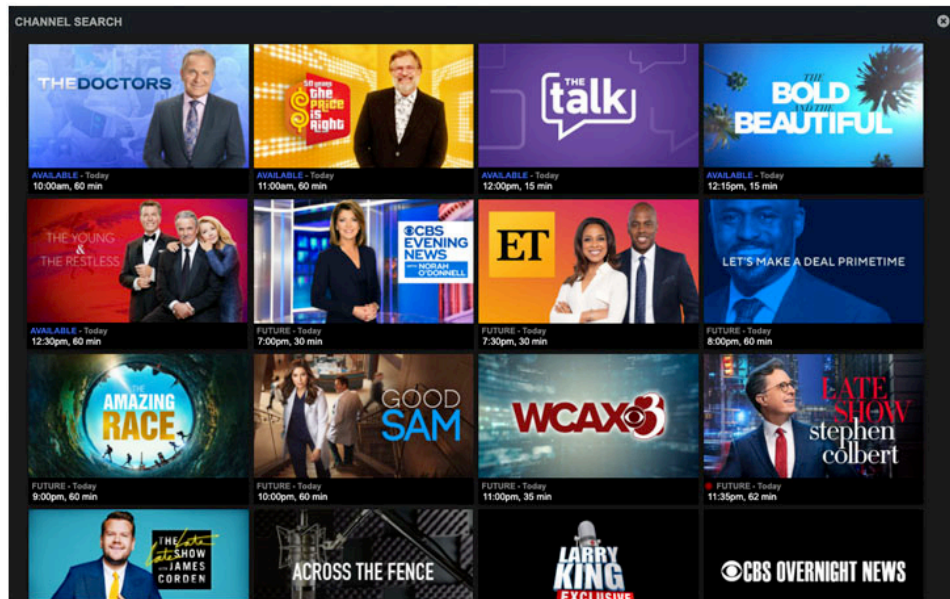 CHANNEL SEARCH
THE DOCTORS
AVAILABLE - Today
10:00am, 60 min
50 years
the
PRICE
is
Right
AVAILABLE - Today
11:00am, 60 min
THE
talk
AVAILABLE - Today
12:00pm, 15 min
THE
BOLD
AND THE
BEAUTIFUL
AVAILABLE - Today
12:15pm, 15 min
THE YOUNG
&
THE RESTLESS
AVAILABLE - Today
12:30pm, 60 min
CBS
EVENING
NEWS
WITH NORAH
O'DONNELL
FUTURE - Today
7:00pm, 30 min
ET
FUTURE - Today
7:30pm, 30 min
LET'S MAKE A DEAL PRIMETIME
FUTURE - Today
8:00pm, 60 min
THE
AMAZING
RACE
FUTURE - Today
9:00pm, 60 min
GOOD
SAM
FUTURE - Today
10:00pm, 60 min
WCAX3
FUTURE - Today
11:00pm, 35 min
LATE
SHOW
stephen
colbert
FUTURE - Today
11:35pm, 62 min
THE Late Late
SHOW
WITH JAMES
CORDEN
ACROSS THE FENCE
LARRY
KING
EXCLUSIVE
CBS OVERNIGHT NEWS